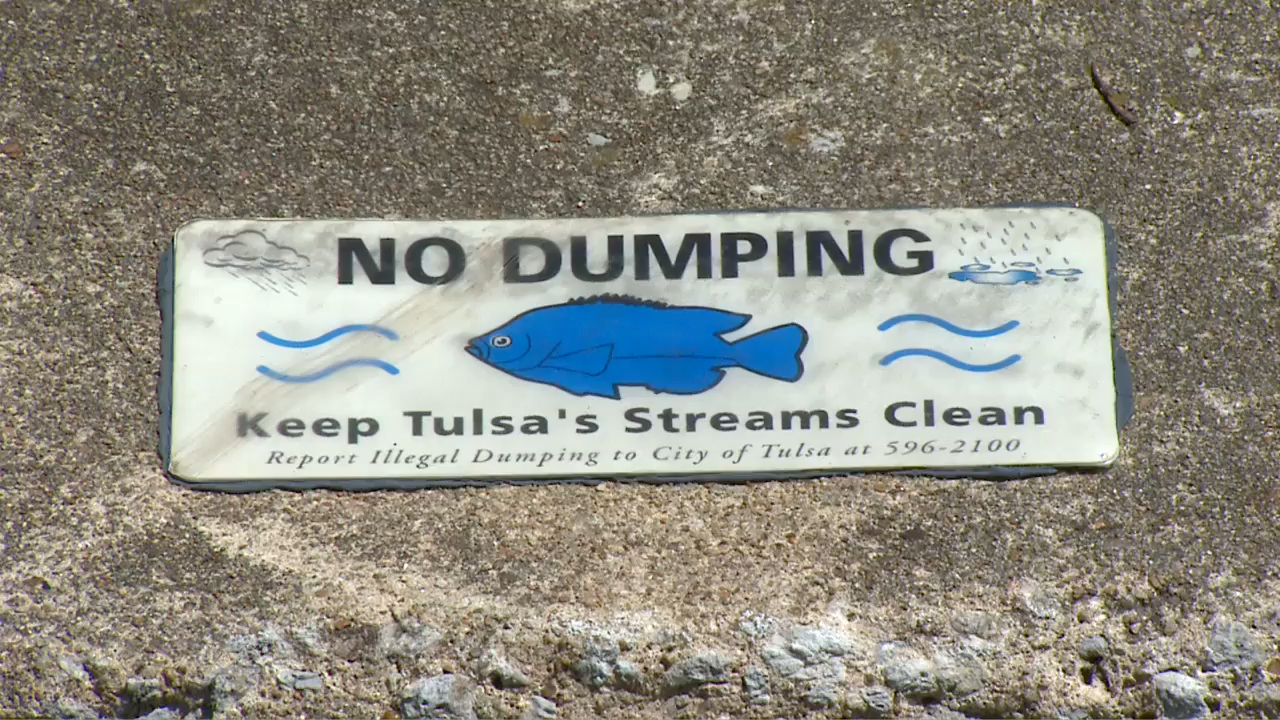 NO DUMPING
Keep Tulsa's Streams Clean
Report Illegal Dumping to City of Tulsa at 596-2100